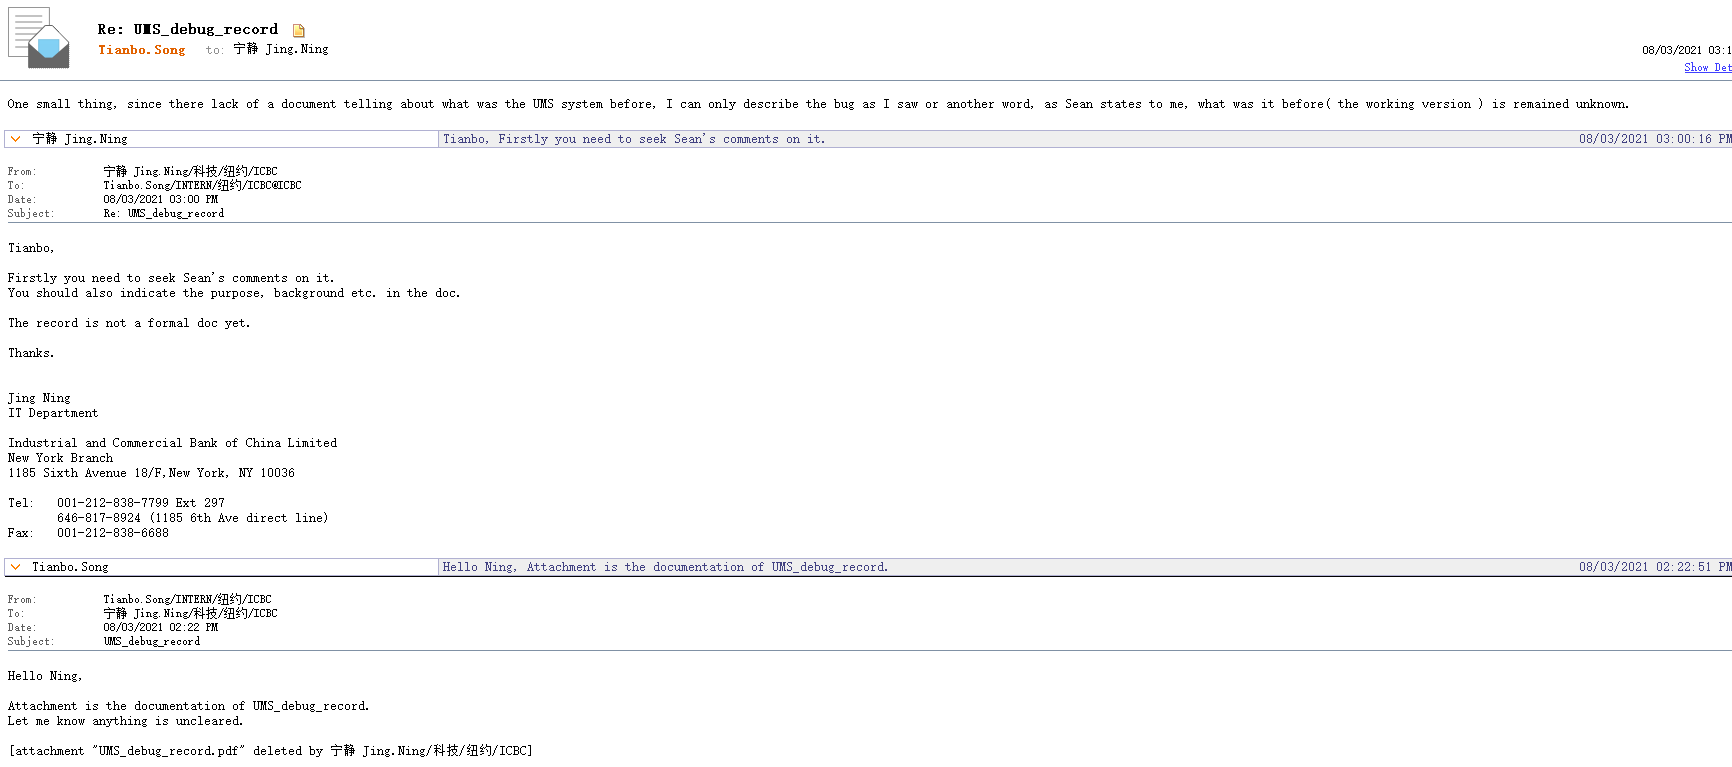 Re: UMS_debug_record
Tianbo.Song to: 宁静 Jing.Ning
08/03/2021 03:1
Show Det
One small thing, since there lack of a document telling about what was the UMS system before, I can only describe the bug as I saw or another word, as Sean states to me, what was it before( the working version ) is remained unknown.
宁静 Jing.Ning Tianbo, Firstly you need to seek Sean's comments on it. 08/03/2021 03:00:16 PM
From: 宁静 Jing.Ning/科技/纽约/ICBC
To: Tianbo.Song/INTERN/纽约/ICBC@ICBC
Date: 08/03/2021 03:00 PM
Subject: Re: UMS_debug_record
Tianbo,
Firstly you need to seek Sean's comments on it.
You should also indicate the purpose, background etc. in the doc.
The record is not a formal doc yet.
Thanks.
Jing Ning
IT Department
Industrial and Commercial Bank of China Limited
New York Branch
1185 Sixth Avenue 18/F,New York, NY 10036
Tel: 001-212-838-7799 Ext 297
646-817-8924 (1185 6th Ave direct line)
Fax: 001-212-838-6688
Tianbo.Song Hello Ning, Attachment is the documentation of UMS_debug_record. 08/03/2021 02:22:51 PM
From: Tianbo.Song/INTERN/纽约/ICBC
To: 宁静 Jing.Ning/科技/纽约/ICBC
Date: 08/03/2021 02:22 PM
Subject: UMS_debug_record
Hello Ning,
Attachment is the documentation of UMS_debug_record.
Let me know anything is uncleared.
[attachment "UMS_debug_record.pdf" deleted by 宁静 Jing.Ning/科技/纽约/ICBC]